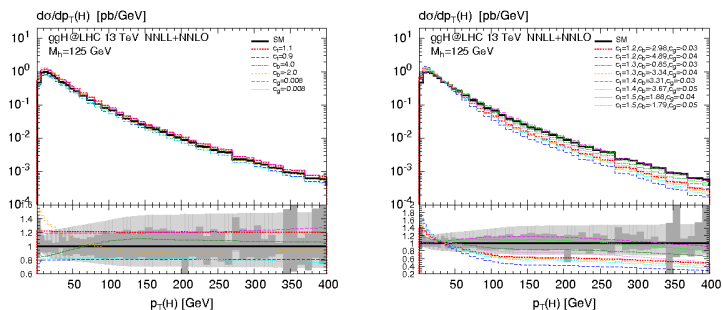 dσ/dp_T(H) [pb/GeV]
ggH@LHC 13 TeV NNLL+NNLO
M_h=125 GeV
SM
c_t=1.1
c_t=0.9
c_b=4.0
c_b=-2.0
c_g=0.008
c_g=-0.008
10^1
10^0
10^-1
10^-2
10^-3
10^-4
1.4
1.2
1
0.8
0.6
50 100 150 200 250 300 350 400
p_T(H) [GeV]
dσ/dp_T(H) [pb/GeV]
ggH@LHC 13 TeV NNLL+NNLO
M_h=125 GeV
SM
c_t=1.2,c_b=-2.98,c_g=-0.03
c_t=1.2,c_b=-4.89,c_g=-0.04
c_t=1.3,c_b=-0.65,c_g=-0.03
c_t=1.3,c_b=-3.34,c_g=-0.04
c_t=1.4,c_b=3.31,c_g=-0.03
c_t=1.4,c_b=-3.67,c_g=-0.05
c_t=1.5,c_b=1.88,c_g=-0.04
c_t=1.5,c_b=-1.79,c_g=-0.05
10^1
10^0
10^-1
10^-2
10^-3
10^-4
2
1.8
1.6
1.4
1.2
1
0.8
0.6
0.4
0.2
50 100 150 200 250 300 350 400
p_T(H) [GeV]